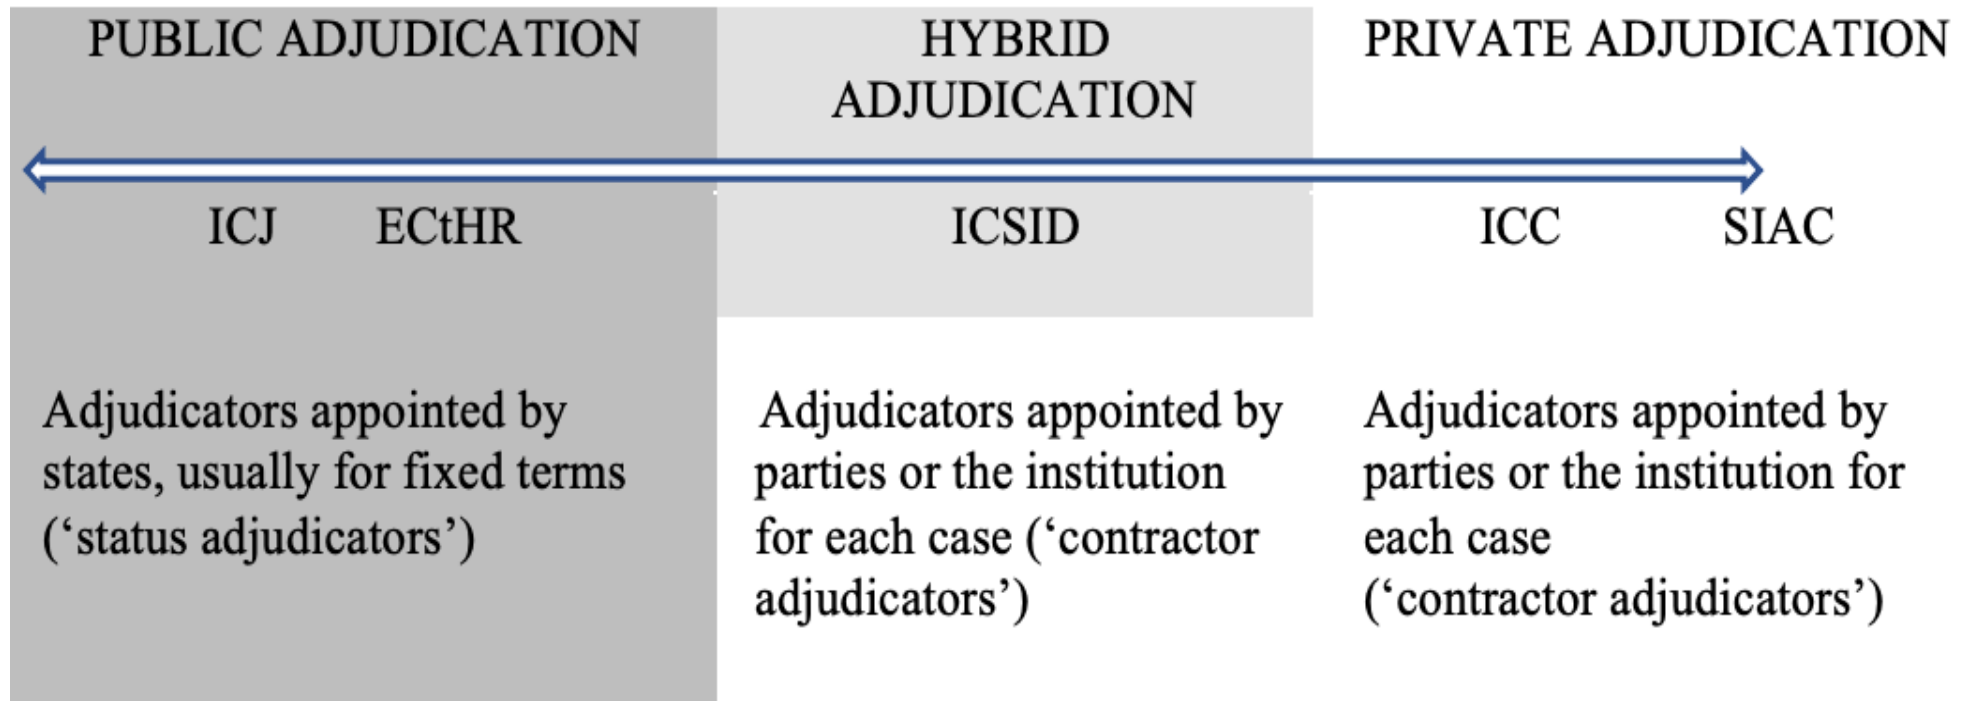 PUBLIC ADJUDICATION
HYBRID
ADJUDICATION
PRIVATE ADJUDICATION
ICJ ECtHR
ICSID
ICC SIAC
Adjudicators appointed by
states, usually for fixed terms
(‘status adjudicators’)
Adjudicators appointed by
parties or the institution
for each case (‘contractor
adjudicators’)
Adjudicators appointed by
parties or the institution for
each case
(‘contractor adjudicators’)